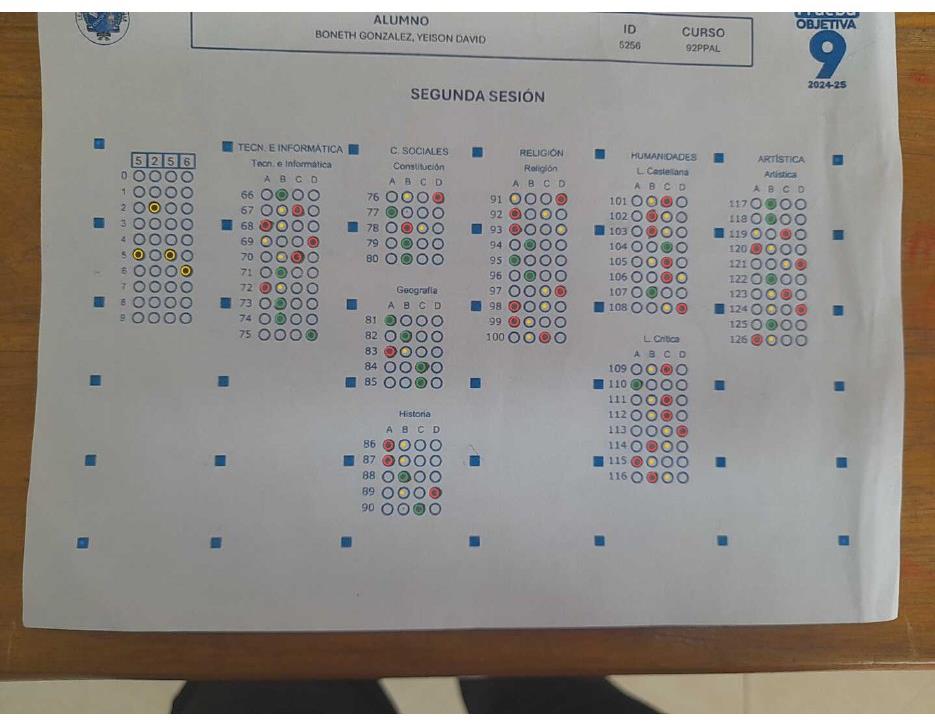 Prueba
OBJETIVA
9
2024-25
ALUMNO
BONETH GONZALEZ, YEISON DAVID
ID
5256
CURSO
92PPAL
SEGUNDA SESIÓN
5 2 5 6
0
1
2
3
4
5
6
7
8
9
TECN. E INFORMÁTICA
Tecn. e Informática
A B C D
66
67
68
69
70
71
72
73
74
75
C. SOCIALES
Constitución
A B C D
76
77
78
79
80
Geografía
A B C D
81
82
83
84
85
Historia
A B C D
86
87
88
89
90
RELIGIÓN
Religión
A B C D
91
92
93
94
95
96
97
98
99
100
HUMANIDADES
L. Castellana
A B C D
101
102
103
104
105
106
107
108
L. Crítica
A B C D
109
110
111
112
113
114
115
116
ARTÍSTICA
Artística
A B C D
117
118
119
120
121
122
123
124
125
126